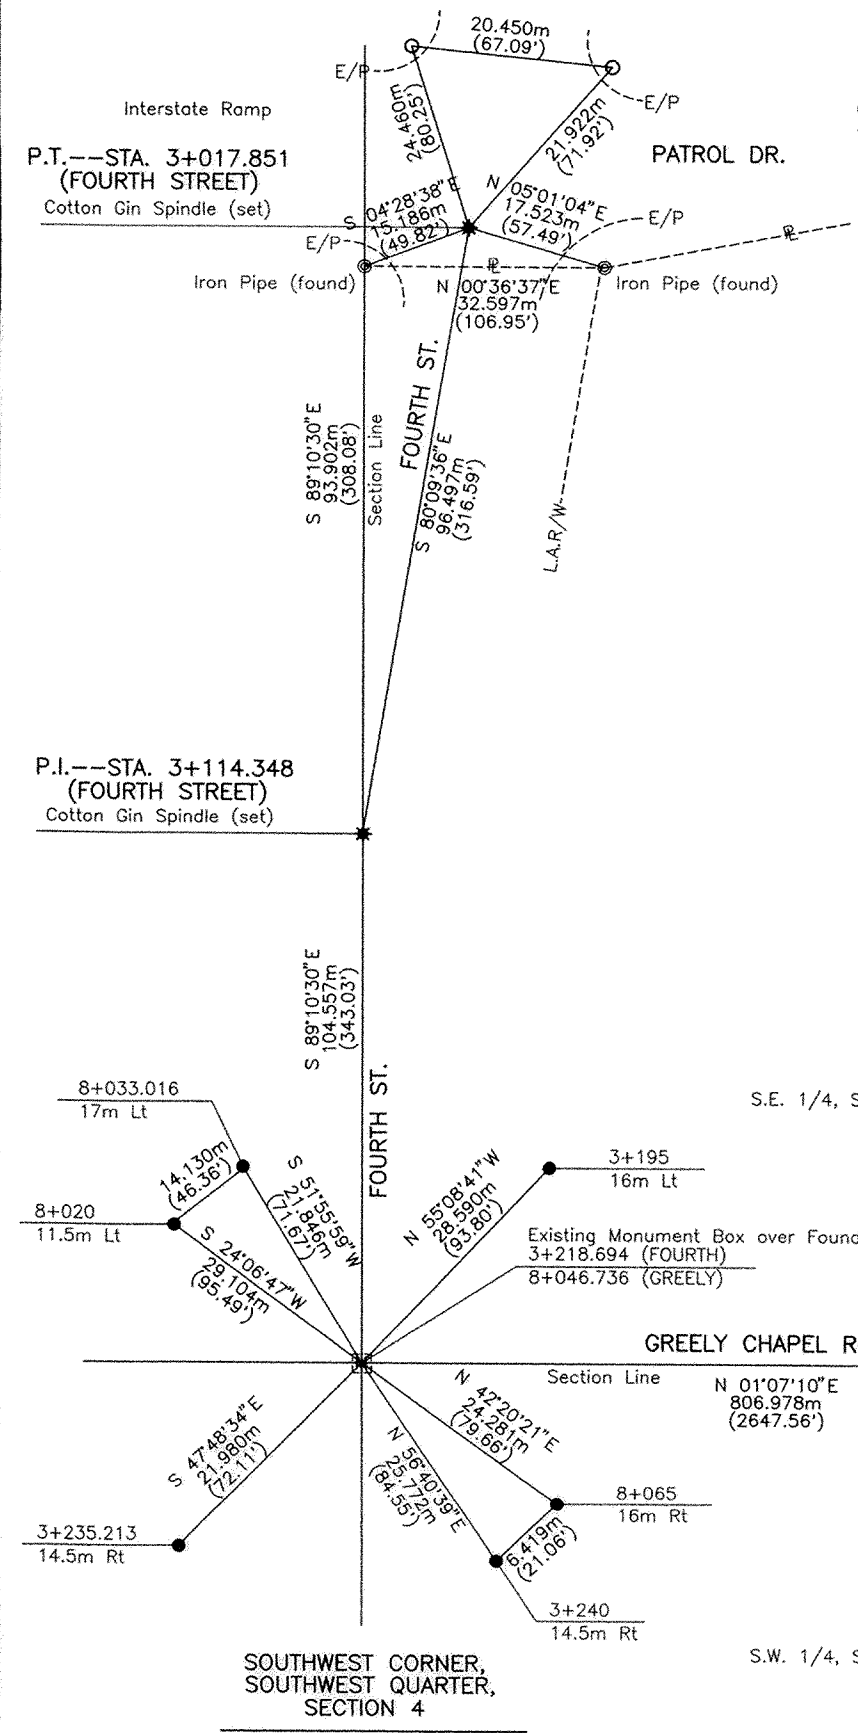 20.450m
(67.09')
E/P
24.460m
(80.25')
E/P
21.922m
(71.92')
Interstate Ramp
P.T.--STA. 3+017.851
(FOURTH STREET)
Cotton Gin Spindle (set)
PATROL DR.
S 04°28'38"E
15.186m
(49.82')
N 05°01'04"E
17.523m
(57.49')
E/P
E/P
PL
PL
Iron Pipe (found)
N 00°36'37"E
32.597m
(106.95')
Iron Pipe (found)
FOURTH ST.
S 89°10'30"E
93.902m
(308.08')
Section Line
S 80°09'36"E
96.497m
(316.59')
L.A.R/W
P.I.--STA. 3+114.348
(FOURTH STREET)
Cotton Gin Spindle (set)
S 89°10'30"E
104.557m
(343.03')
FOURTH ST.
8+033.016
17m Lt
S.E. 1/4, S
14.130m
(46.36')
S 51°55'59"W
21.846m
(71.67')
8+020
11.5m Lt
S 24°06'47"W
29.104m
(95.49')
N 55°08'41"W
28.590m
(93.80')
3+195
16m Lt
Existing Monument Box over Found
3+218.694 (FOURTH)
8+046.736 (GREELY)
GREELY CHAPEL R
Section Line
N 01°07'10"E
806.978m
(2647.56')
S 47°48'34"E
21.980m
(72.11')
N 42°20'21"E
24.281m
(79.66')
N 56°40'39"E
25.772m
(84.55')
8+065
16m Rt
3+235.213
14.5m Rt
6.419m
(21.06')
3+240
14.5m Rt
S.W. 1/4, S
SOUTHWEST CORNER,
SOUTHWEST QUARTER,
SECTION 4